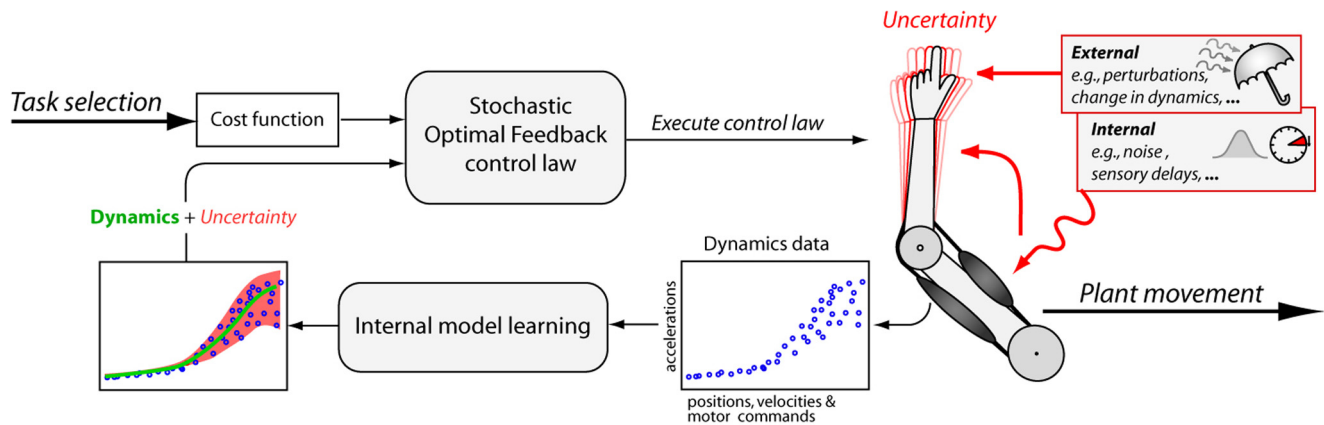 Uncertainty
External
e.g., perturbations,
change in dynamics, ...
Internal
e.g., noise ,
sensory delays, ...
Task selection
Cost function
Stochastic
Optimal Feedback
control law
Execute control law
Dynamics + Uncertainty
Dynamics data
accelerations
positions, velocities &
motor commands
Internal model learning
Plant movement